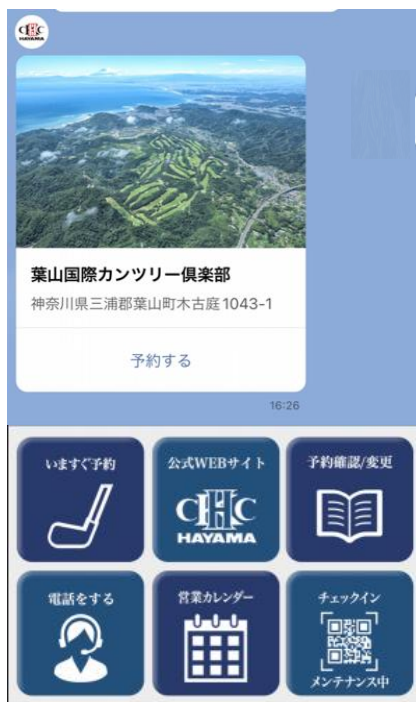 CHC
HAYAMA
葉山国際カンツリー倶楽部
神奈川県三浦郡葉山町木古庭1043-1
予約する
16:26
いますぐ予約
公式WEBサイト
予約確認/変更
CHC
HAYAMA
電話をする
営業カレンダー
チェックイン
メンテナンス中